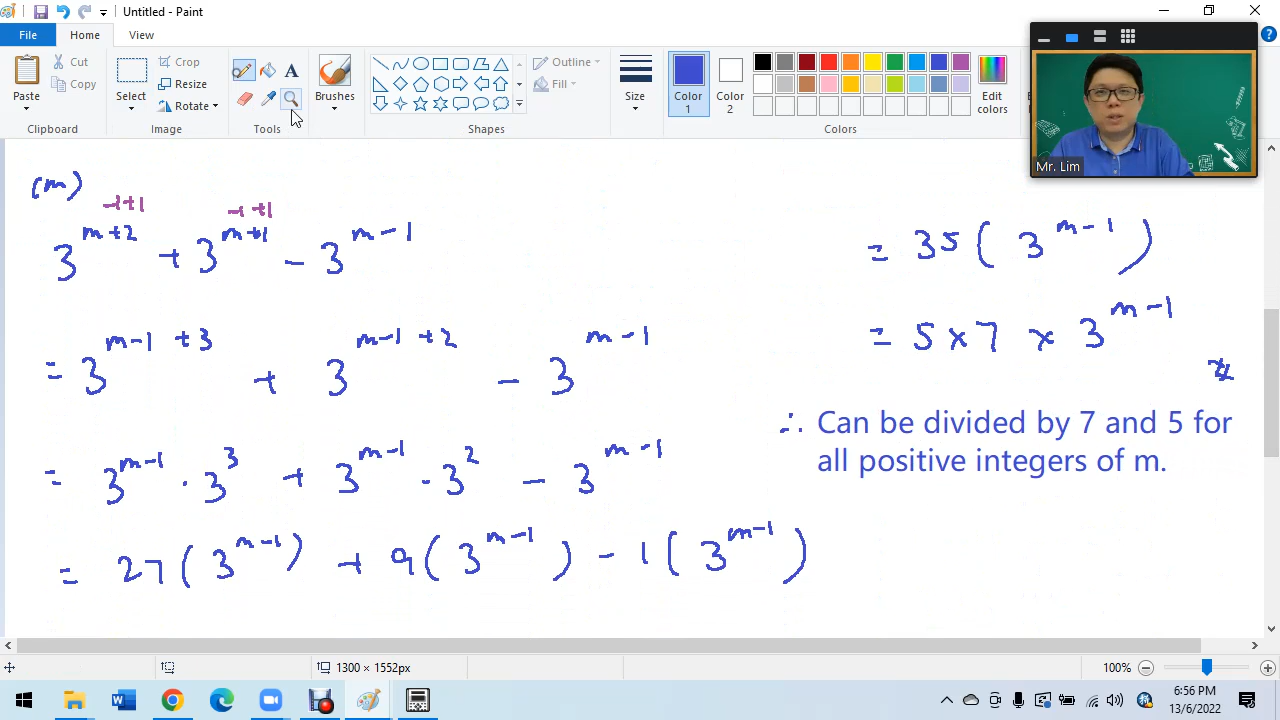 Untitled - Paint
File Home View
Paste
Cut
Copy
Clipboard
Select
Crop
Resize
Rotate
Image
Tools
Brushes
Outline
Fill
Shapes
Size
Color 1
Color 2
Edit colors
Colors
Mr. Lim
(m)
-1+1 -1+1
3^{m+2} + 3^{m+1} - 3^{m-1}
= 3^{m-1+3} + 3^{m-1+2} - 3^{m-1}
= 3^{m-1} · 3^3 + 3^{m-1} · 3^2 - 3^{m-1}
= 27(3^{m-1}) + 9(3^{m-1}) - 1(3^{m-1})
= 35(3^{m-1})
= 5 × 7 × 3^{m-1}
∴ Can be divided by 7 and 5 for
all positive integers of m.
1300 × 1552px
100%
6:56 PM
13/6/2022